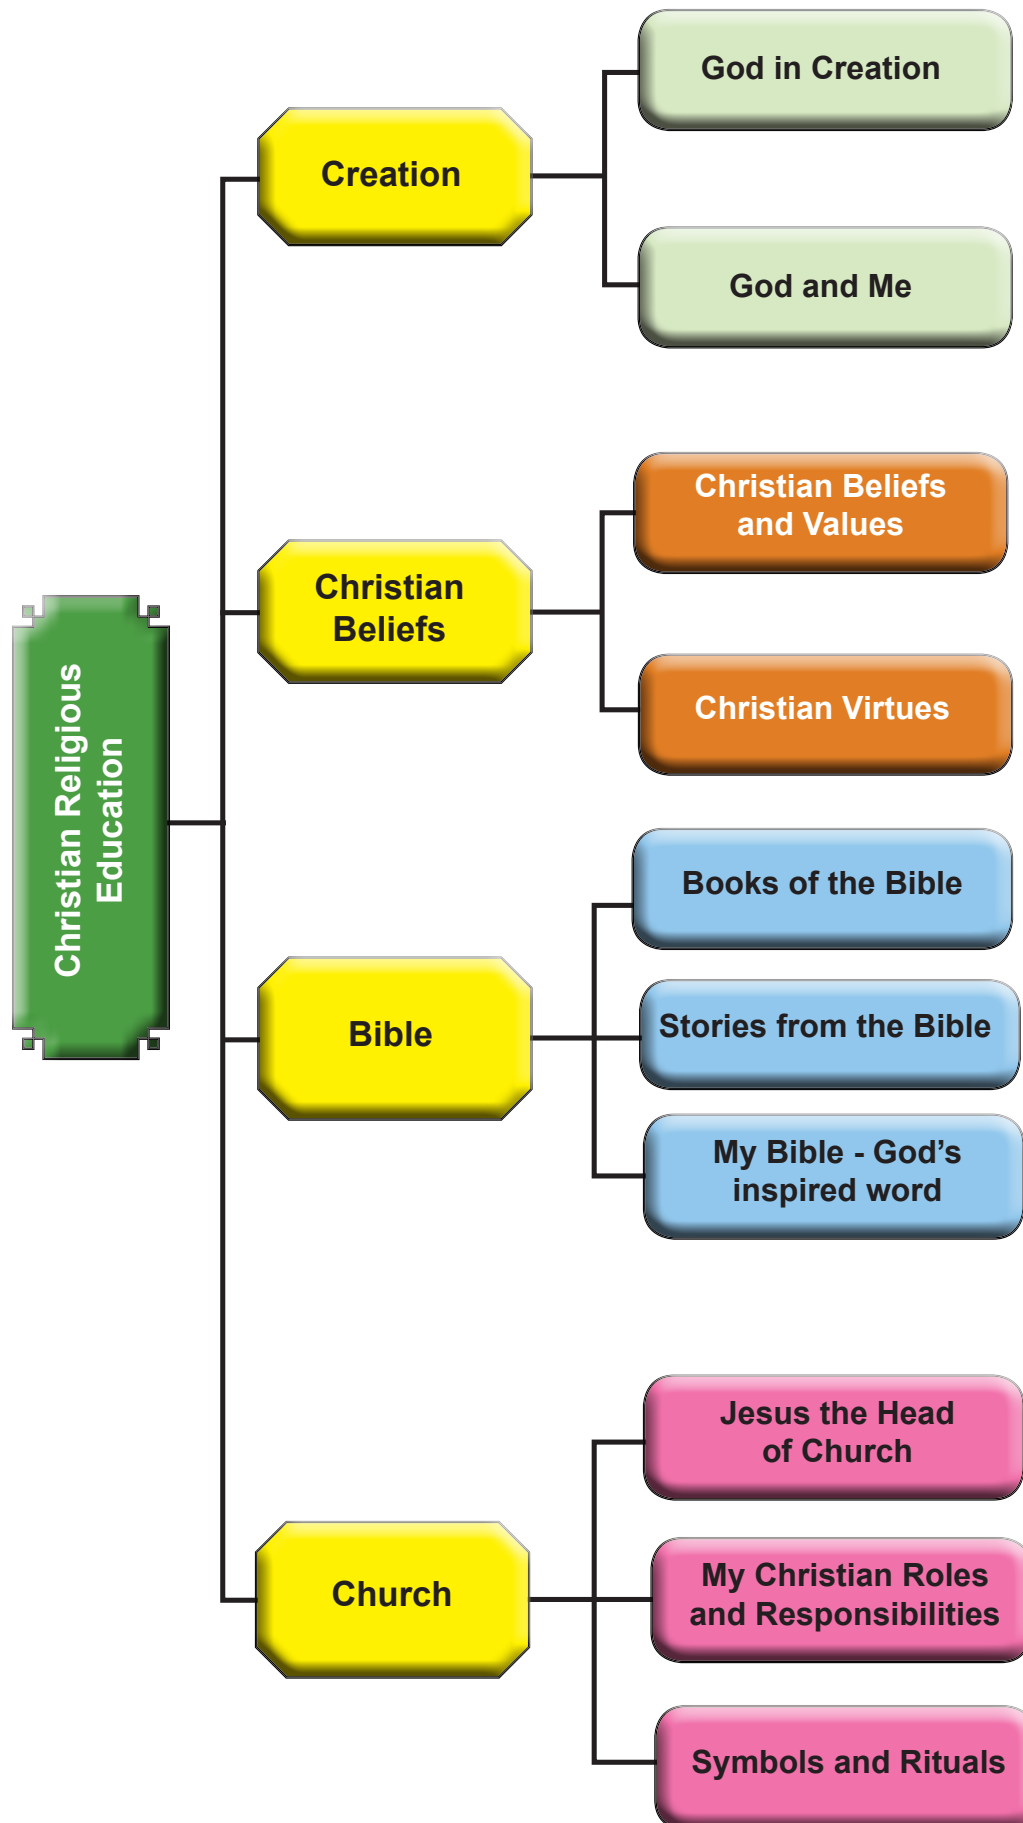 Christian Religious
Education
Creation
God in Creation
God and Me
Christian
Beliefs
Christian Beliefs
and Values
Christian Virtues
Bible
Books of the Bible
Stories from the Bible
My Bible - God’s
inspired word
Church
Jesus the Head
of Church
My Christian Roles
and Responsibilities
Symbols and Rituals